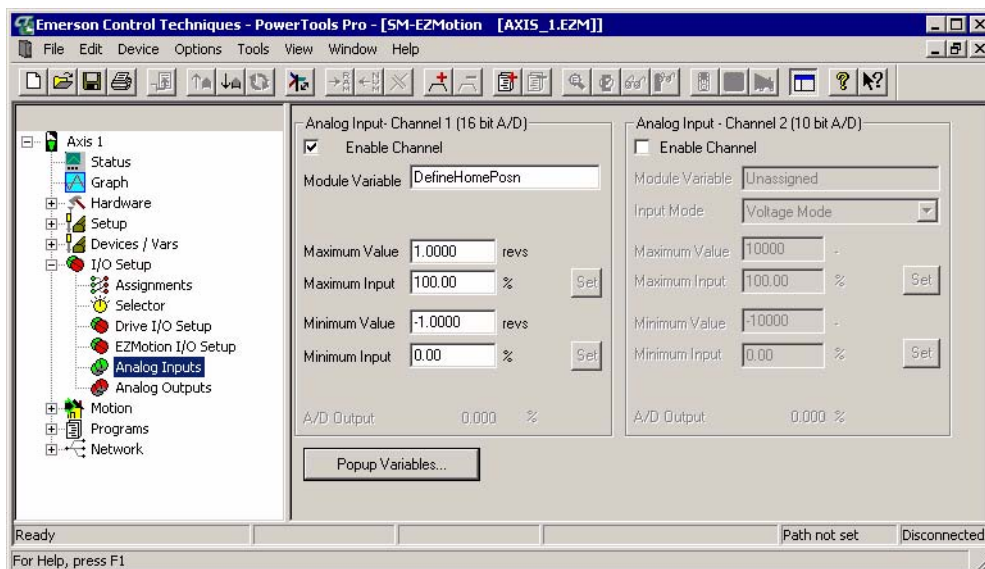 Emerson Control Techniques - PowerTools Pro - [SM-EZMotion [AXIS_1.EZM]]
File Edit Device Options Tools View Window Help
Axis 1
Status
Graph
Hardware
Setup
Devices / Vars
I/O Setup
Assignments
Selector
Drive I/O Setup
EZMotion I/O Setup
Analog Inputs
Analog Outputs
Motion
Programs
Network
Analog Input- Channel 1 (16 bit A/D)
Enable Channel
Module Variable DefineHomePosn
Maximum Value 1.0000 revs
Maximum Input 100.00 % Set
Minimum Value -1.0000 revs
Minimum Input 0.00 % Set
A/D Output 0.000 %
Analog Input - Channel 2 (10 bit A/D)
Enable Channel
Module Variable Unassigned
Input Mode Voltage Mode
Maximum Value 10000 -
Maximum Input 100.00 % Set
Minimum Value -10000 -
Minimum Input 0.00 % Set
A/D Output 0.000 %
Popup Variables...
Ready Path not set Disconnected
For Help, press F1